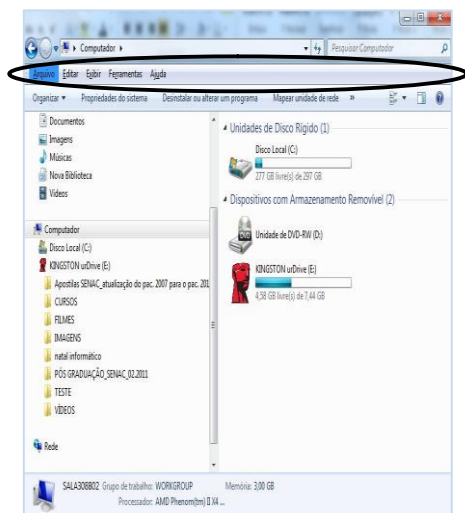 Computador
Pesquisar Computador
Arquivo Editar Exibir Ferramentas Ajuda
Organizar Propriedades do sistema Desinstalar ou alterar um programa Mapear unidade de rede »
Documentos
Imagens
Músicas
Nova Biblioteca
Vídeos
Computador
Disco Local (C:)
KINGSTON urDrive (E:)
Apostilas SENAC_atualização do pac. 2007 para o pac. 201
CURSOS
FILMES
IMAGENS
natal informático
PÓS GRADUAÇÃO_SENAC_02.2011
TESTE
VÍDEOS
Rede
Unidades de Disco Rígido (1)
Disco Local (C:)
277 GB livre(s) de 297 GB
Dispositivos com Armazenamento Removível (2)
DVD
Unidade de DVD-RW (D:)
KINGSTON urDrive (E:)
4,58 GB livre(s) de 7,44 GB
SALA308B02 Grupo de trabalho: WORKGROUP Memória: 3,00 GB
Processador: AMD Phenom(tm) II X4 ...